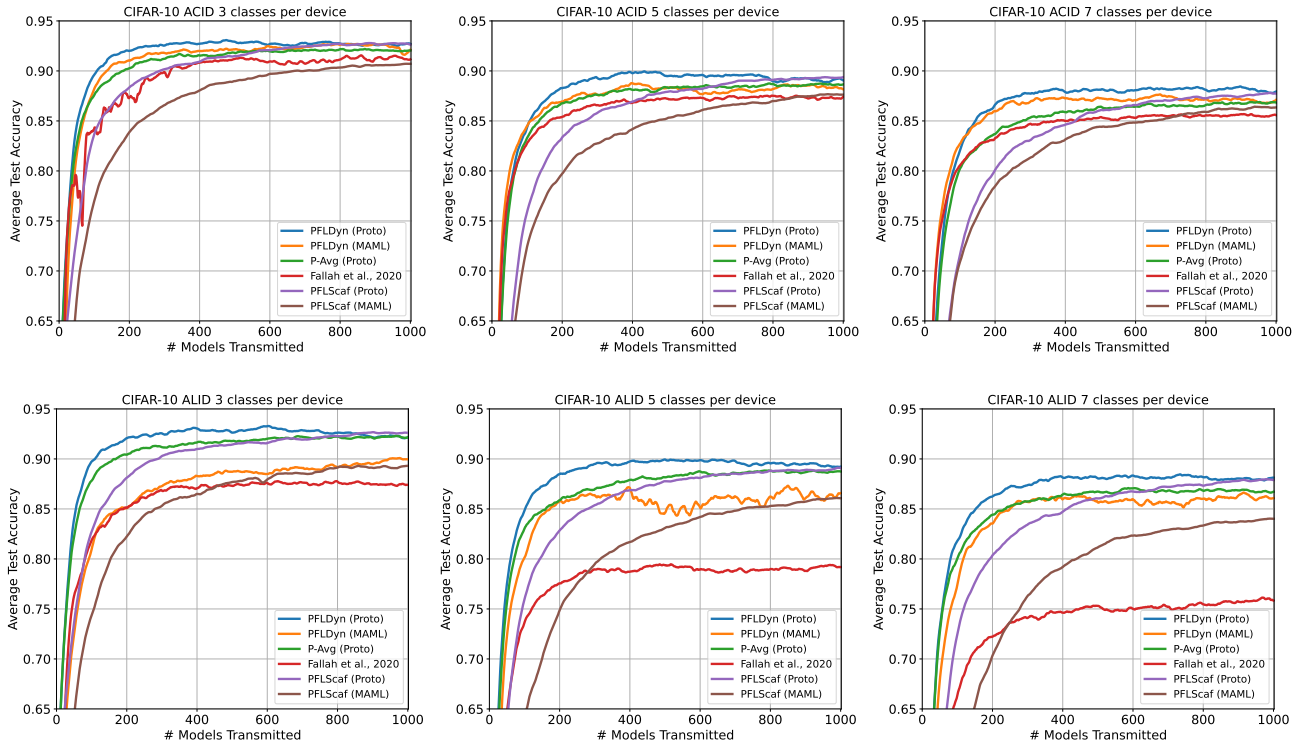 CIFAR-10 ACID 3 classes per device
0.95
0.90
0.85
0.80
0.75
0.70
0.65
Average Test Accuracy
PFLDyn (Proto)
PFLDyn (MAML)
P-Avg (Proto)
Fallah et al., 2020
PFLScaf (Proto)
PFLScaf (MAML)
0 200 400 600 800 1000
# Models Transmitted
CIFAR-10 ACID 5 classes per device
0.95
0.90
0.85
0.80
0.75
0.70
0.65
Average Test Accuracy
PFLDyn (Proto)
PFLDyn (MAML)
P-Avg (Proto)
Fallah et al., 2020
PFLScaf (Proto)
PFLScaf (MAML)
0 200 400 600 800 1000
# Models Transmitted
CIFAR-10 ACID 7 classes per device
0.95
0.90
0.85
0.80
0.75
0.70
0.65
Average Test Accuracy
PFLDyn (Proto)
PFLDyn (MAML)
P-Avg (Proto)
Fallah et al., 2020
PFLScaf (Proto)
PFLScaf (MAML)
0 200 400 600 800 1000
# Models Transmitted
CIFAR-10 ALID 3 classes per device
0.95
0.90
0.85
0.80
0.75
0.70
0.65
Average Test Accuracy
PFLDyn (Proto)
PFLDyn (MAML)
P-Avg (Proto)
Fallah et al., 2020
PFLScaf (Proto)
PFLScaf (MAML)
0 200 400 600 800 1000
# Models Transmitted
CIFAR-10 ALID 5 classes per device
0.95
0.90
0.85
0.80
0.75
0.70
0.65
Average Test Accuracy
PFLDyn (Proto)
PFLDyn (MAML)
P-Avg (Proto)
Fallah et al., 2020
PFLScaf (Proto)
PFLScaf (MAML)
0 200 400 600 800 1000
# Models Transmitted
CIFAR-10 ALID 7 classes per device
0.95
0.90
0.85
0.80
0.75
0.70
0.65
Average Test Accuracy
PFLDyn (Proto)
PFLDyn (MAML)
P-Avg (Proto)
Fallah et al., 2020
PFLScaf (Proto)
PFLScaf (MAML)
0 200 400 600 800 1000
# Models Transmitted